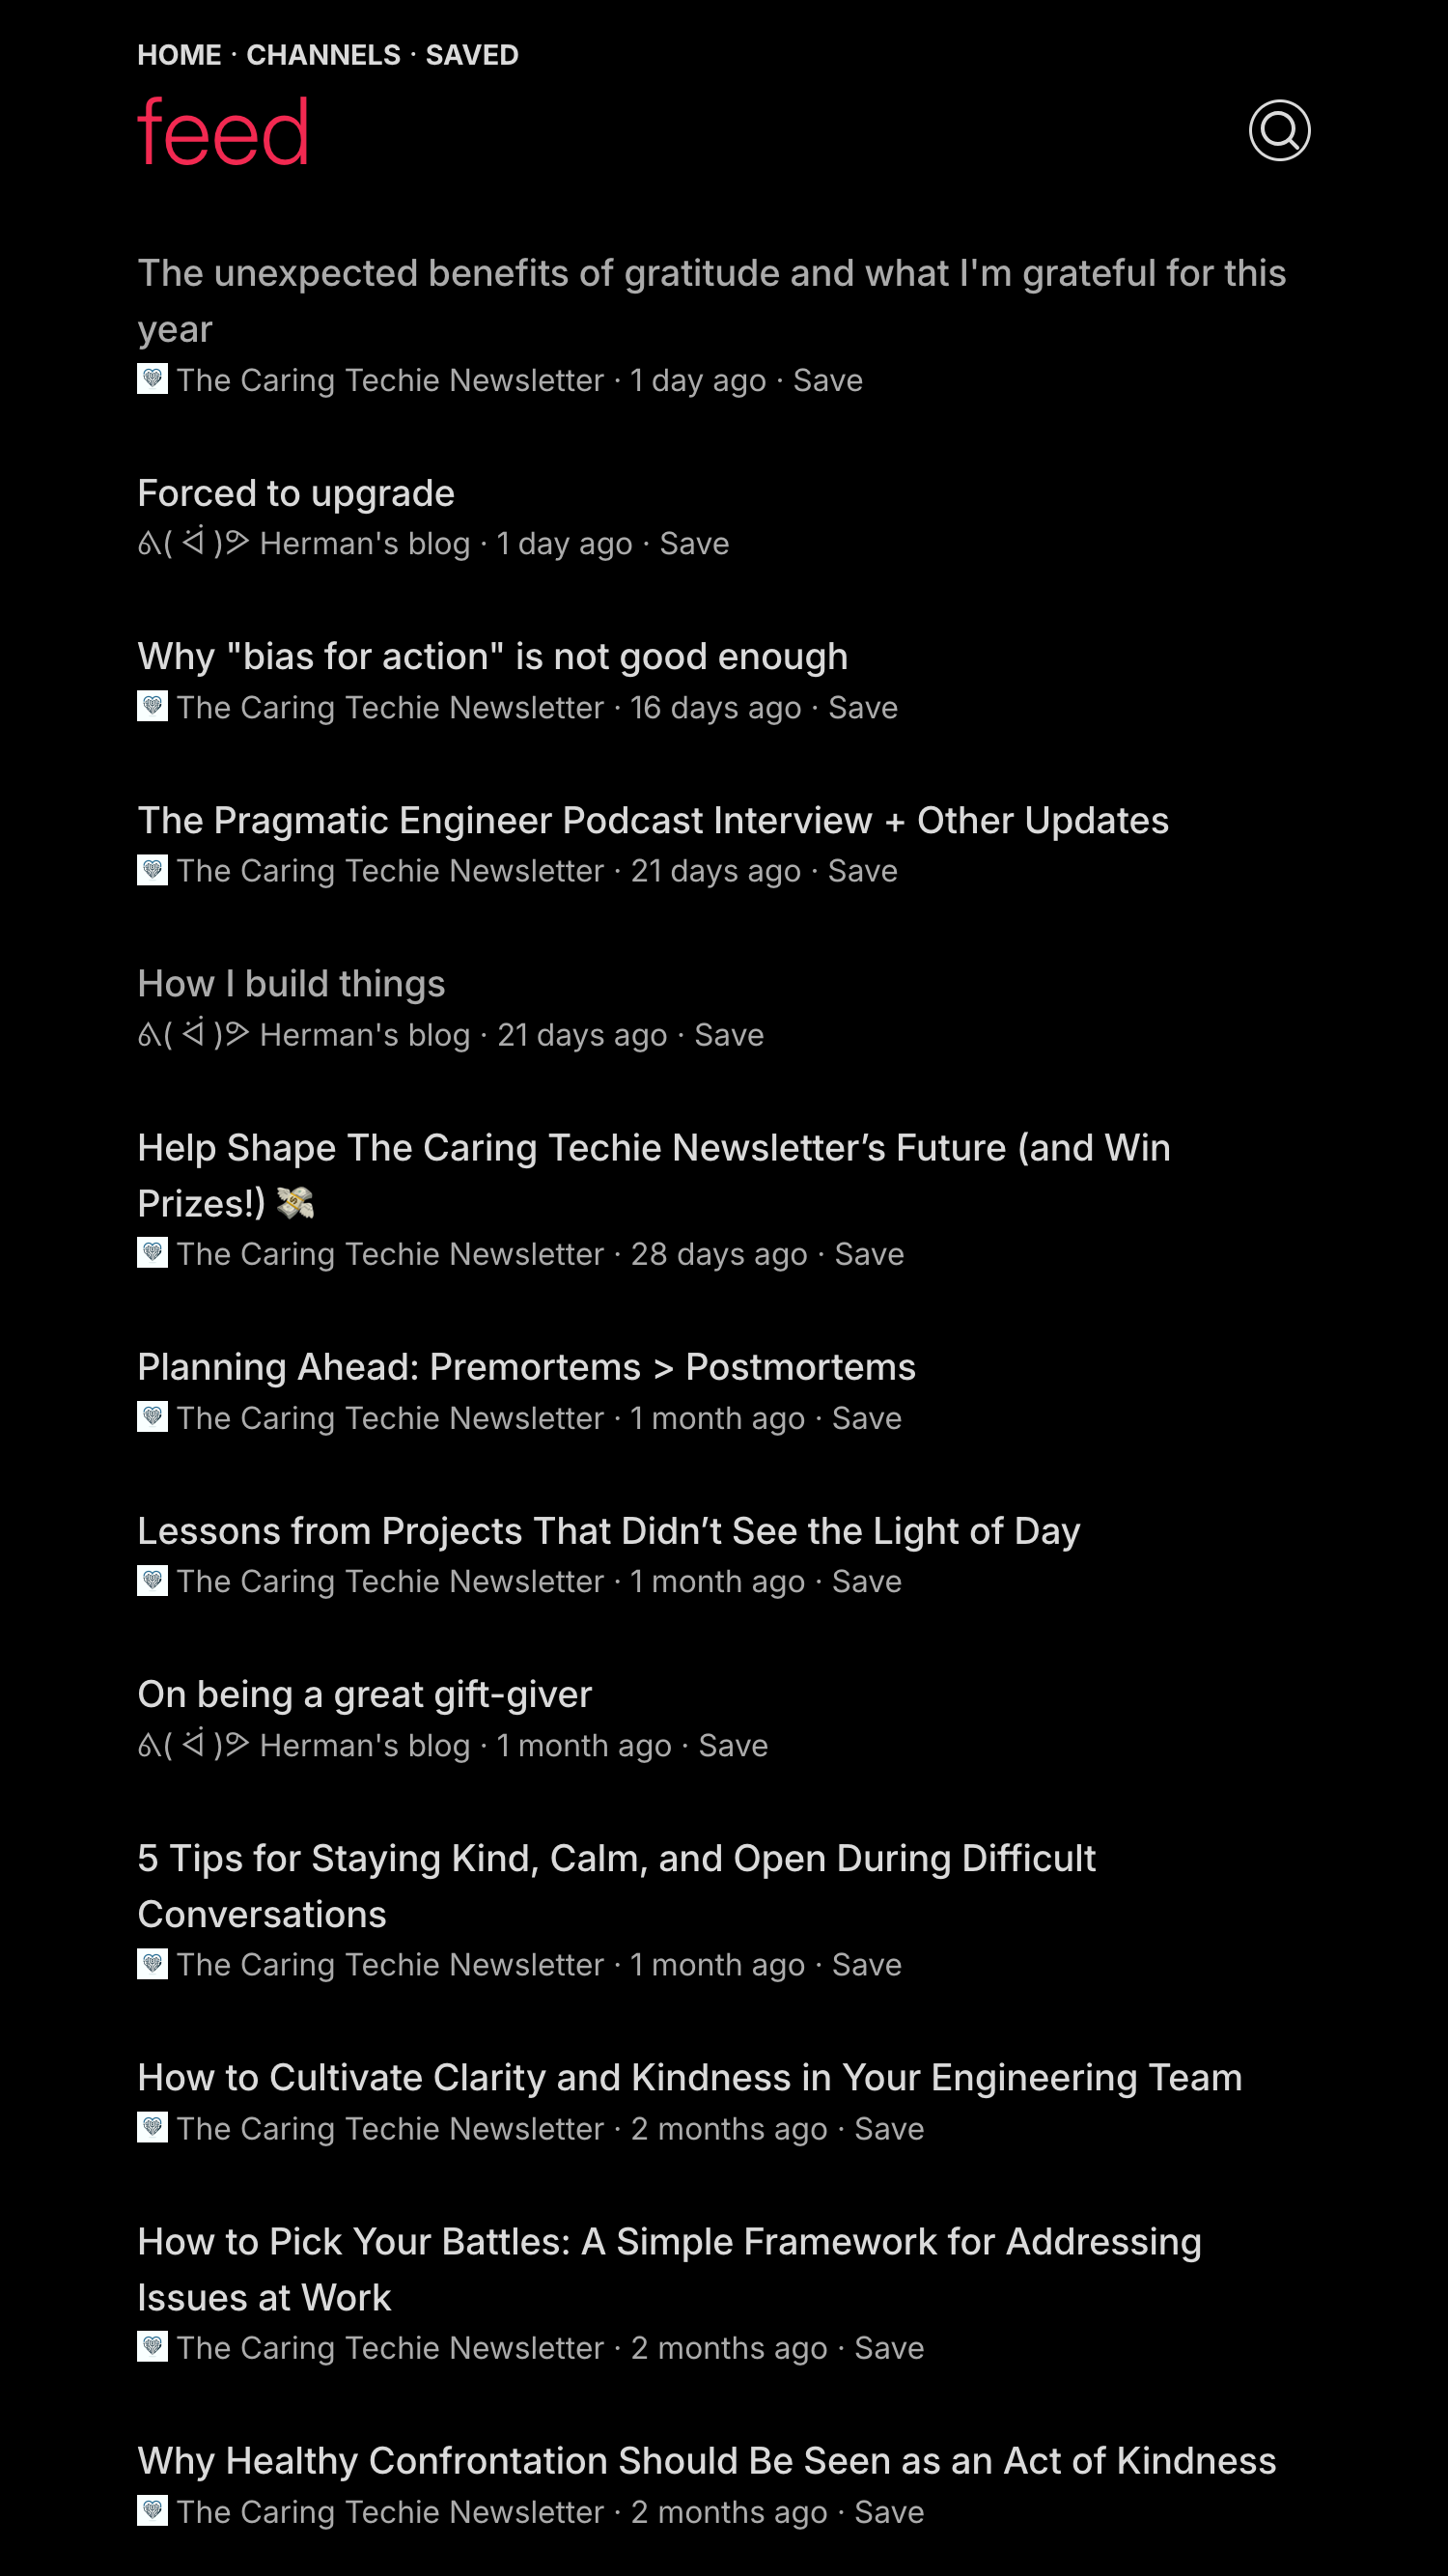 HOME · CHANNELS · SAVED
feed
The unexpected benefits of gratitude and what I'm grateful for this
year
The Caring Techie Newsletter · 1 day ago · Save
Forced to upgrade
ᕕ( ᐛ )ᕗ Herman's blog · 1 day ago · Save
Why "bias for action" is not good enough
The Caring Techie Newsletter · 16 days ago · Save
The Pragmatic Engineer Podcast Interview + Other Updates
The Caring Techie Newsletter · 21 days ago · Save
How I build things
ᕕ( ᐛ )ᕗ Herman's blog · 21 days ago · Save
Help Shape The Caring Techie Newsletter’s Future (and Win
Prizes!) 💸
The Caring Techie Newsletter · 28 days ago · Save
Planning Ahead: Premortems > Postmortems
The Caring Techie Newsletter · 1 month ago · Save
Lessons from Projects That Didn’t See the Light of Day
The Caring Techie Newsletter · 1 month ago · Save
On being a great gift-giver
ᕕ( ᐛ )ᕗ Herman's blog · 1 month ago · Save
5 Tips for Staying Kind, Calm, and Open During Difficult
Conversations
The Caring Techie Newsletter · 1 month ago · Save
How to Cultivate Clarity and Kindness in Your Engineering Team
The Caring Techie Newsletter · 2 months ago · Save
How to Pick Your Battles: A Simple Framework for Addressing
Issues at Work
The Caring Techie Newsletter · 2 months ago · Save
Why Healthy Confrontation Should Be Seen as an Act of Kindness
The Caring Techie Newsletter · 2 months ago · Save